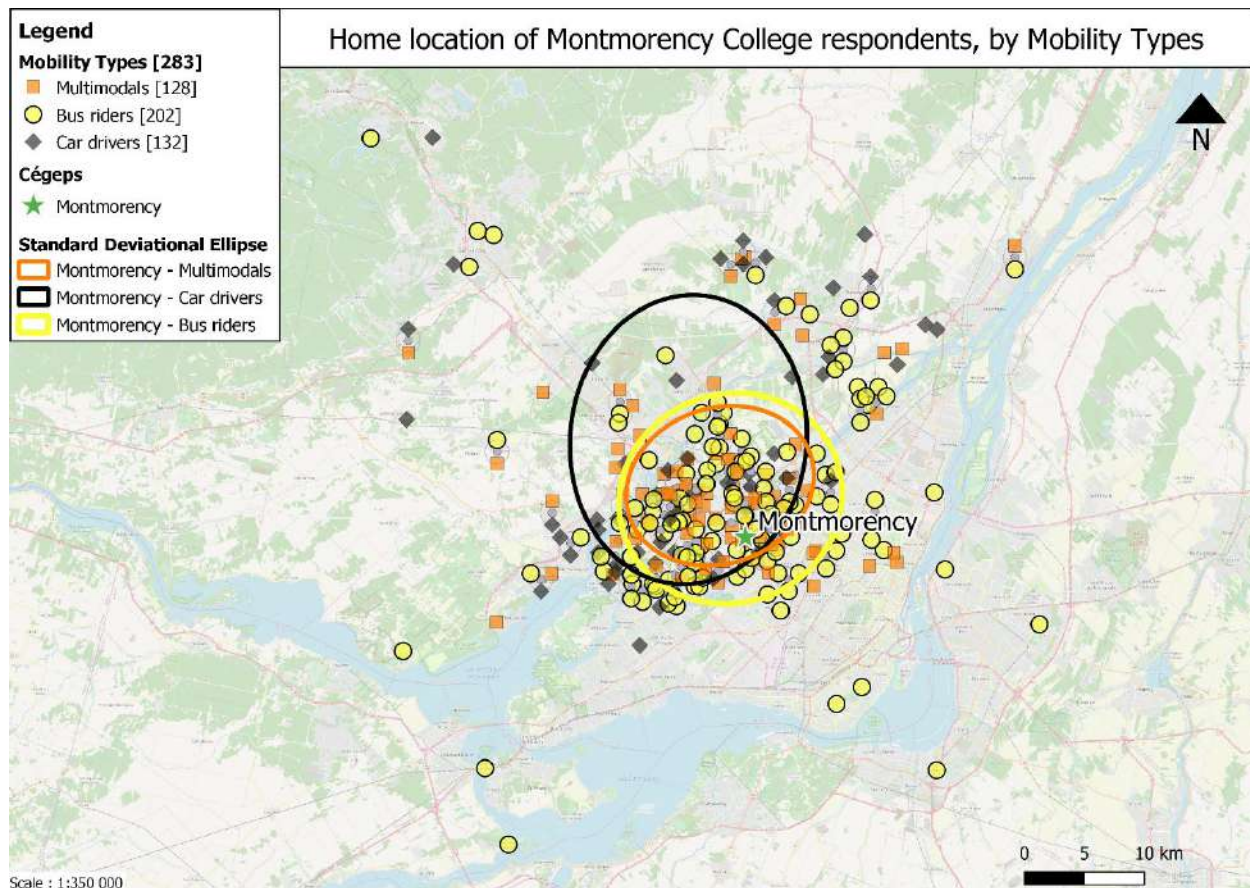 Legend
Mobility Types [283]
Multimodals [128]
Bus riders [202]
Car drivers [132]
Cégeps
Montmorency
Standard Deviational Ellipse
Montmorency - Multimodals
Montmorency - Car drivers
Montmorency - Bus riders
Home location of Montmorency College respondents, by Mobility Types
N
Montmorency
0 5 10 km
Scale : 1:350 000